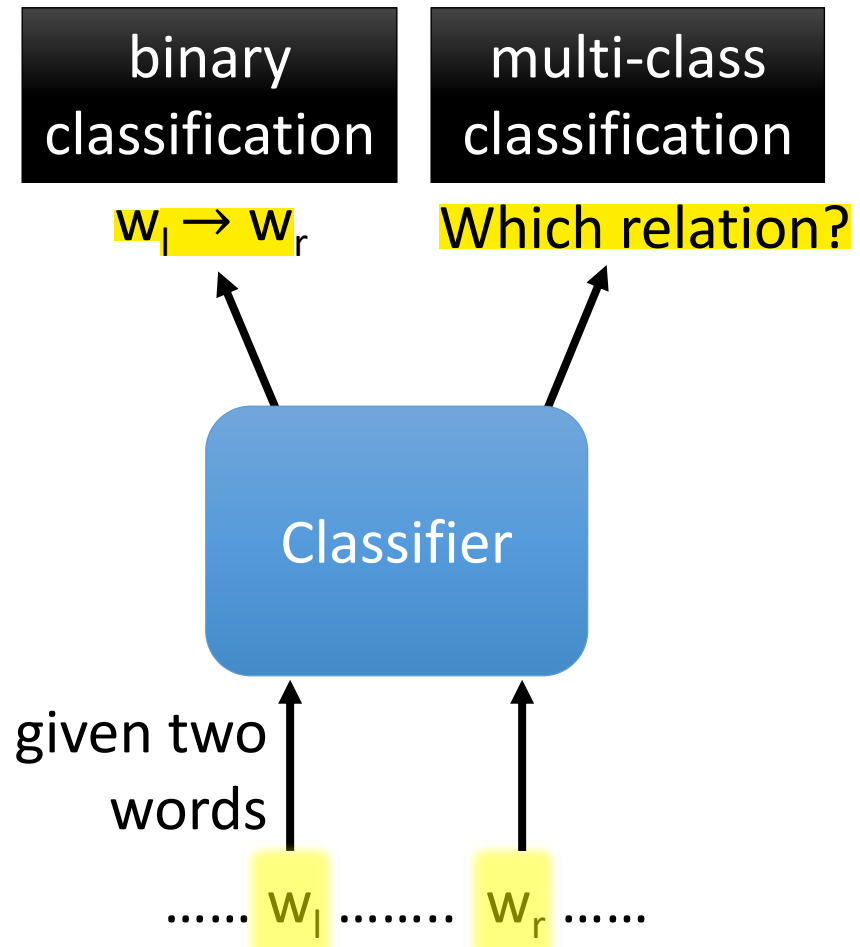 binary
classification
multi-class
classification
wₗ → wᵣ
Which relation?
Classifier
given two
words
...... wₗ ........ wᵣ ......